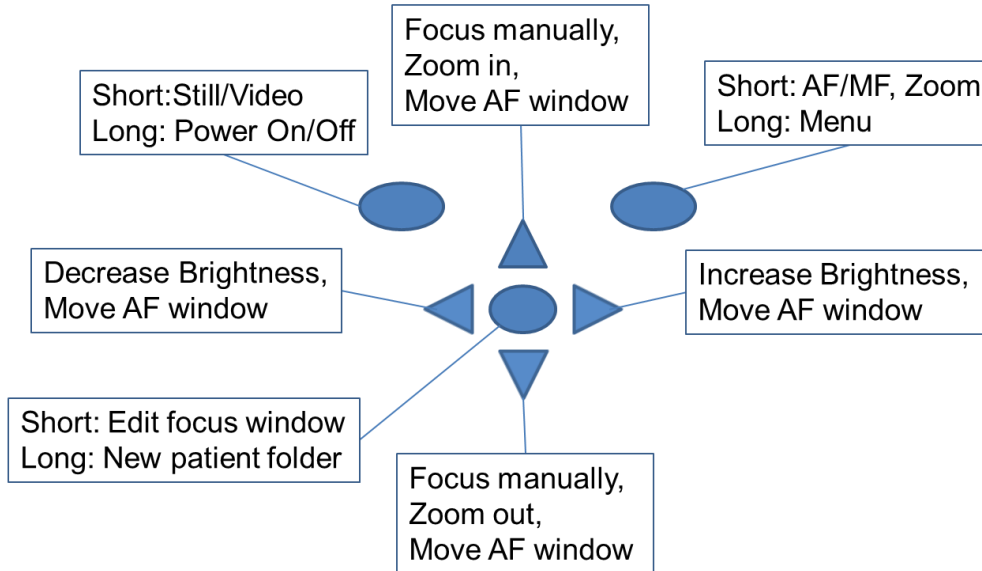 Focus manually,
Zoom in,
Move AF window
Short:Still/Video
Long: Power On/Off
Short: AF/MF, Zoom
Long: Menu
Decrease Brightness,
Move AF window
Increase Brightness,
Move AF window
Short: Edit focus window
Long: New patient folder
Focus manually,
Zoom out,
Move AF window